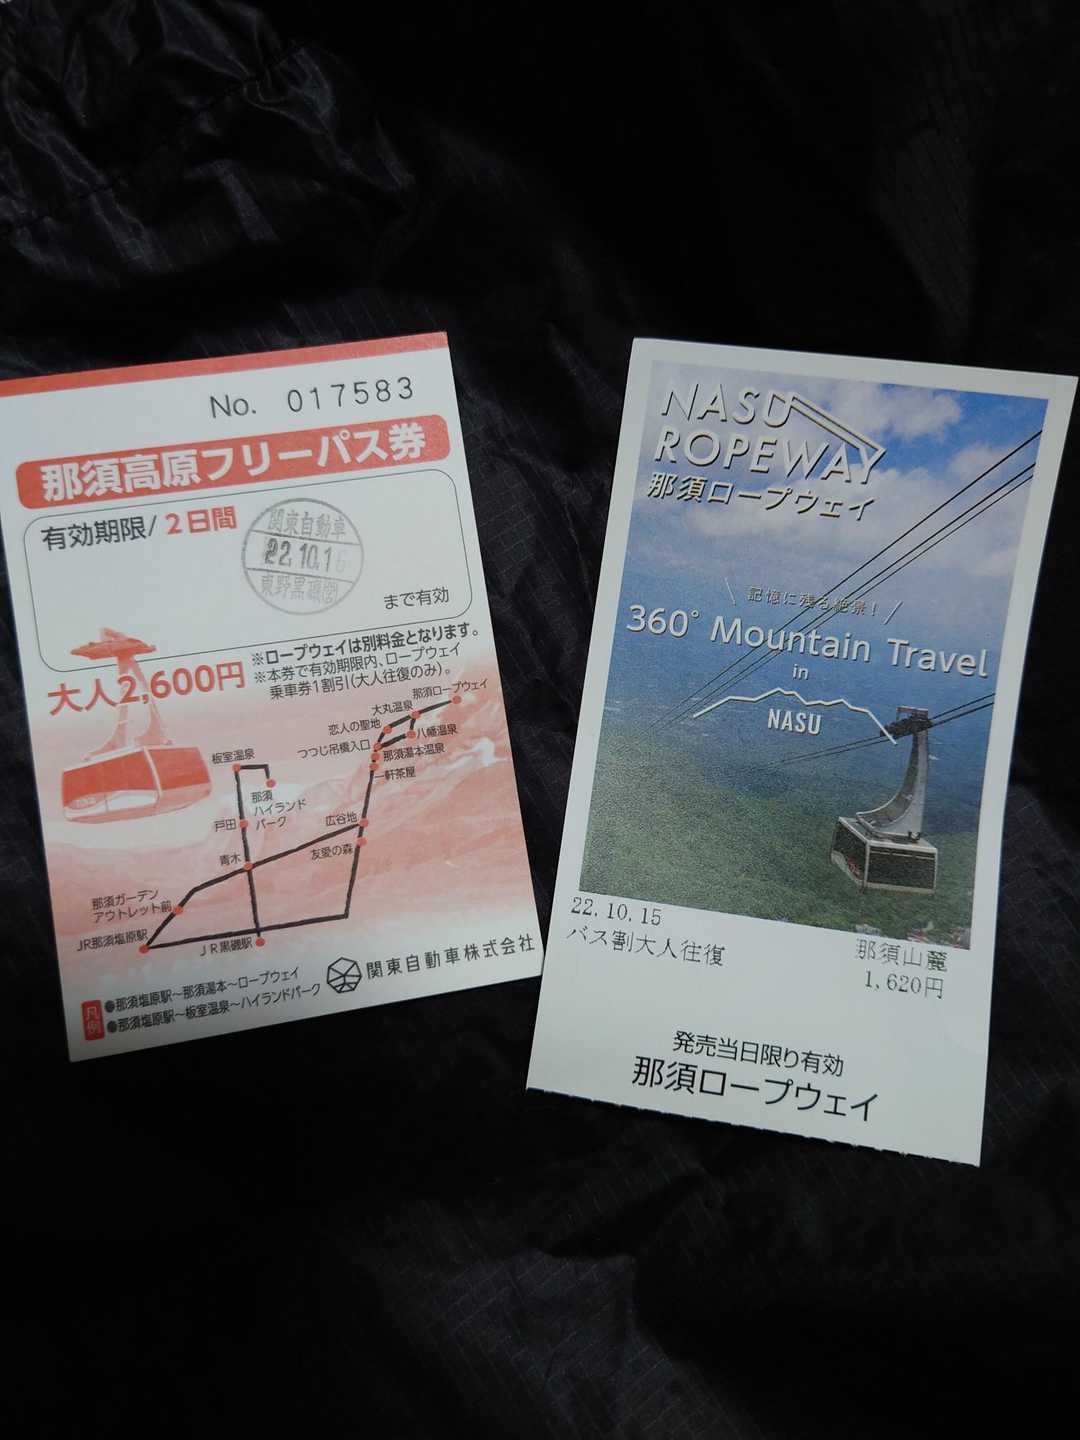 No. 017583
那須高原フリーパス券
有効期限/2日間
関東自動車
22.10.16
東野黒磯
まで有効
大人2,600円
※ロープウェイは別料金となります。
※本券で有効期限内、ロープウェイ
乗車券1割引(大人往復のみ)。
那須ロープウェイ
大丸温泉
恋人の聖地
八幡温泉
つつじ吊橋入口
那須湯本温泉
一軒茶屋
板室温泉
那須
ハイランド
パーク
戸田
広谷地
友愛の森
青木
那須ガーデン
アウトレット前
JR那須塩原駅
JR黒磯駅
関東自動車株式会社
凡例
●那須塩原駅〜那須湯本〜ロープウェイ
●那須塩原駅〜板室温泉〜ハイランドパーク
NASU
ROPEWAY
那須ロープウェイ
記憶に残る絶景!
360° Mountain Travel
in
NASU
22.10.15
バス割大人往復
那須山麓
1,620円
発売当日限り有効
那須ロープウェイ